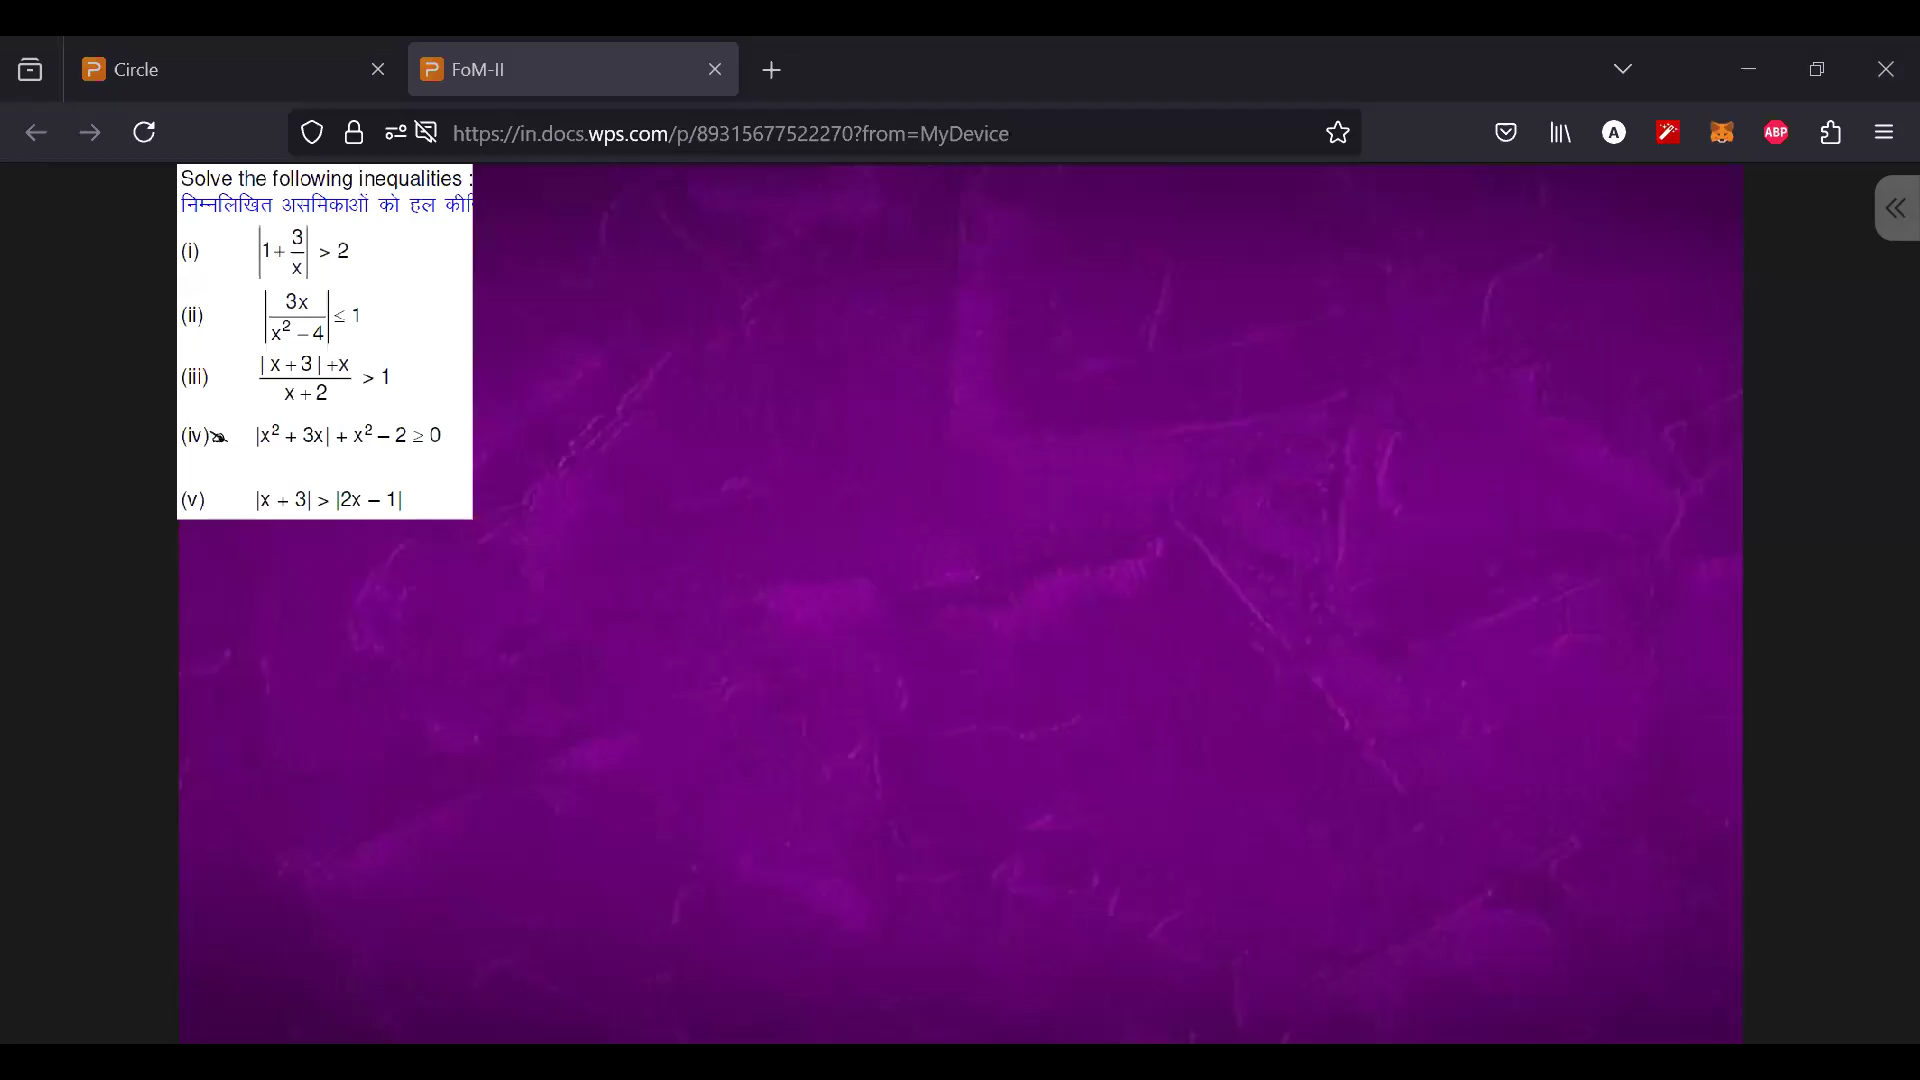 Circle
FoM-II
https://in.docs.wps.com/p/89315677522270?from=MyDevice
A
ABP
Solve the following inequalities :
निम्नलिखित असमिकाओं को हल
(i) |1 + 3/x| > 2
(ii) |3x/(x² – 4)| ≤ 1
(iii) (| x + 3 | + x)/(x + 2) > 1
(iv) |x² + 3x| + x² – 2 ≥ 0
(v) |x + 3| > |2x – 1|